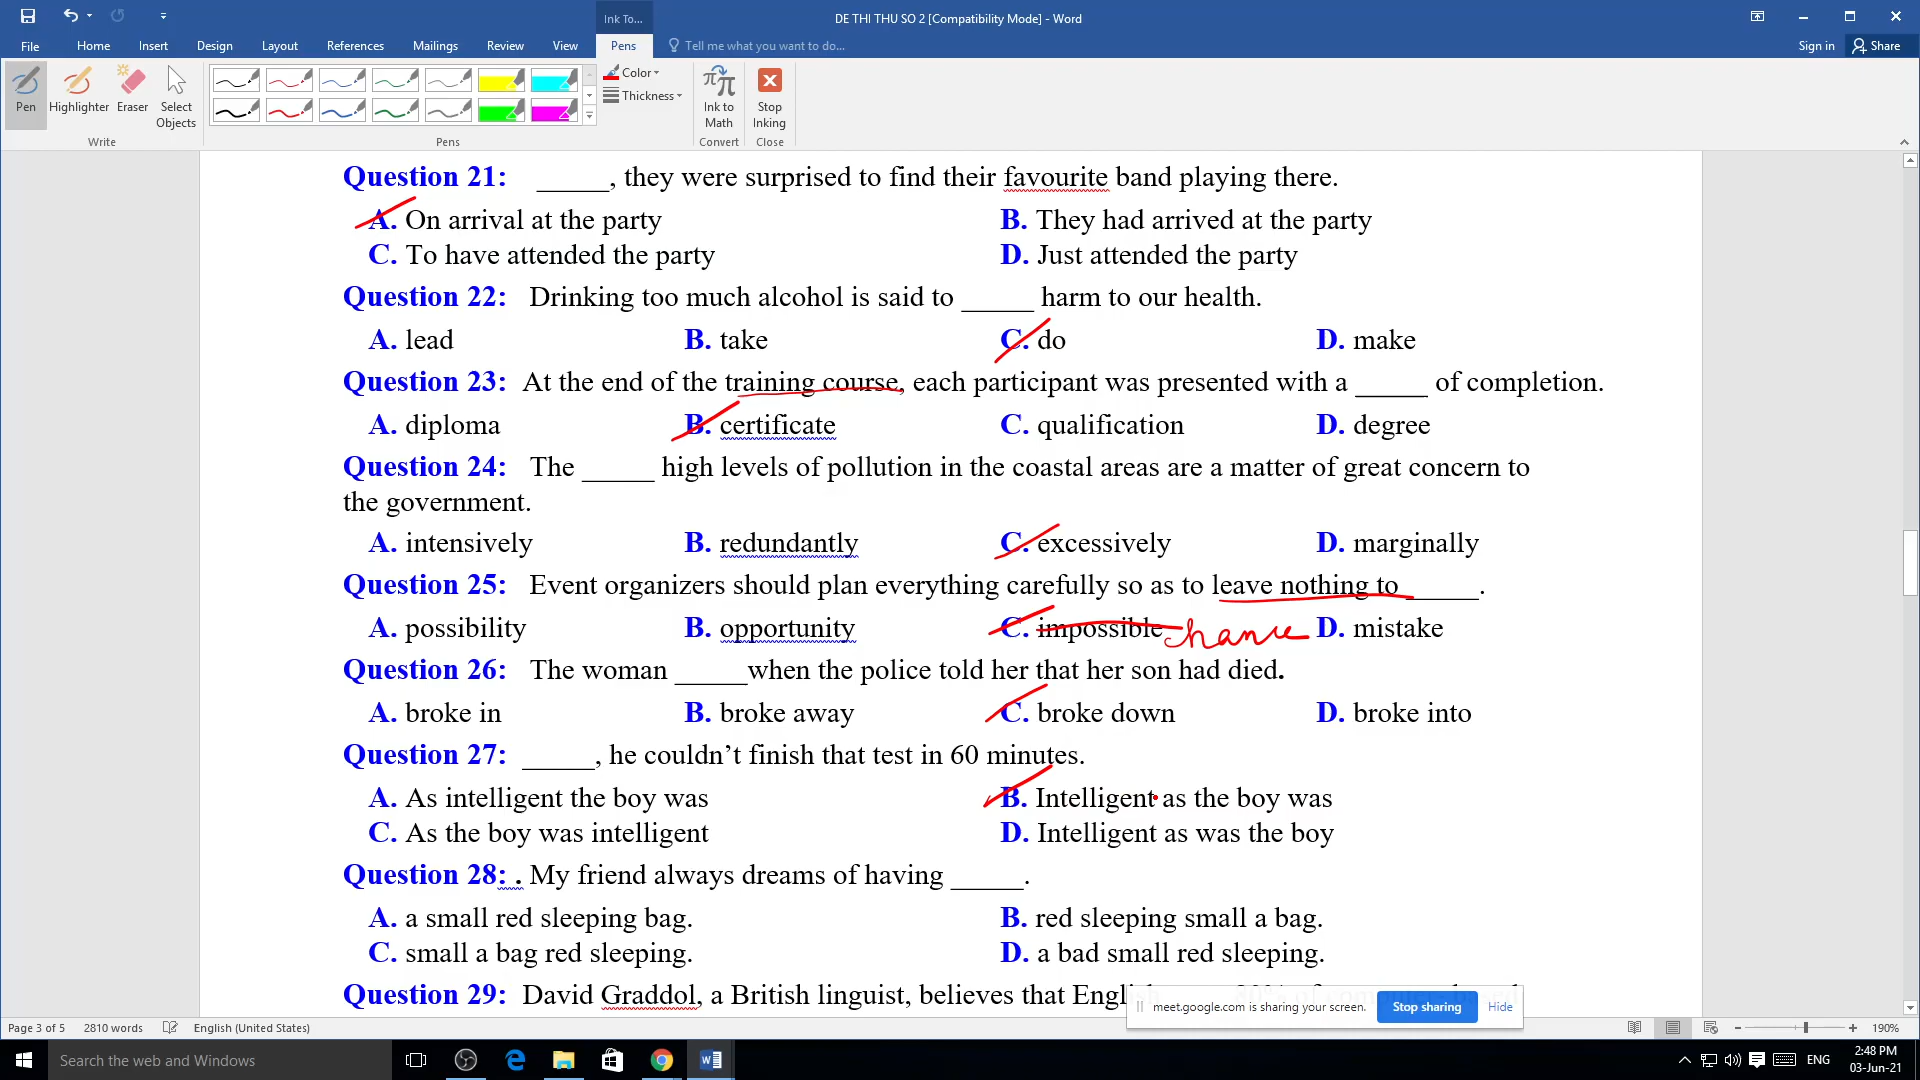 Ink To...
DE THI THU SO 2 [Compatibility Mode] - Word
File Home Insert Design Layout References Mailings Review View Pens Tell me what you want to do... Sign in Share
Pen Highlighter Eraser Select Objects
Color
Thickness
Ink to Math
Stop Inking
Write Pens Convert Close
Question 21: _____, they were surprised to find their favourite band playing there.
A. On arrival at the party B. They had arrived at the party
C. To have attended the party D. Just attended the party
Question 22: Drinking too much alcohol is said to _____ harm to our health.
A. lead B. take C. do D. make
Question 23: At the end of the training course, each participant was presented with a _____ of completion.
A. diploma B. certificate C. qualification D. degree
Question 24: The _____ high levels of pollution in the coastal areas are a matter of great concern to
the government.
A. intensively B. redundantly C. excessively D. marginally
Question 25: Event organizers should plan everything carefully so as to leave nothing to _____.
A. possibility B. opportunity C. impossible chance D. mistake
Question 26: The woman _____when the police told her that her son had died.
A. broke in B. broke away C. broke down D. broke into
Question 27: _____, he couldn’t finish that test in 60 minutes.
A. As intelligent the boy was B. Intelligent as the boy was
C. As the boy was intelligent D. Intelligent as was the boy
Question 28: . My friend always dreams of having _____.
A. a small red sleeping bag. B. red sleeping small a bag.
C. small a bag red sleeping. D. a bad small red sleeping.
Question 29: David Graddol, a British linguist, believes that English
meet.google.com is sharing your screen. Stop sharing Hide
Page 3 of 5 2810 words English (United States) 190%
Search the web and Windows
ENG
2:48 PM
03-Jun-21